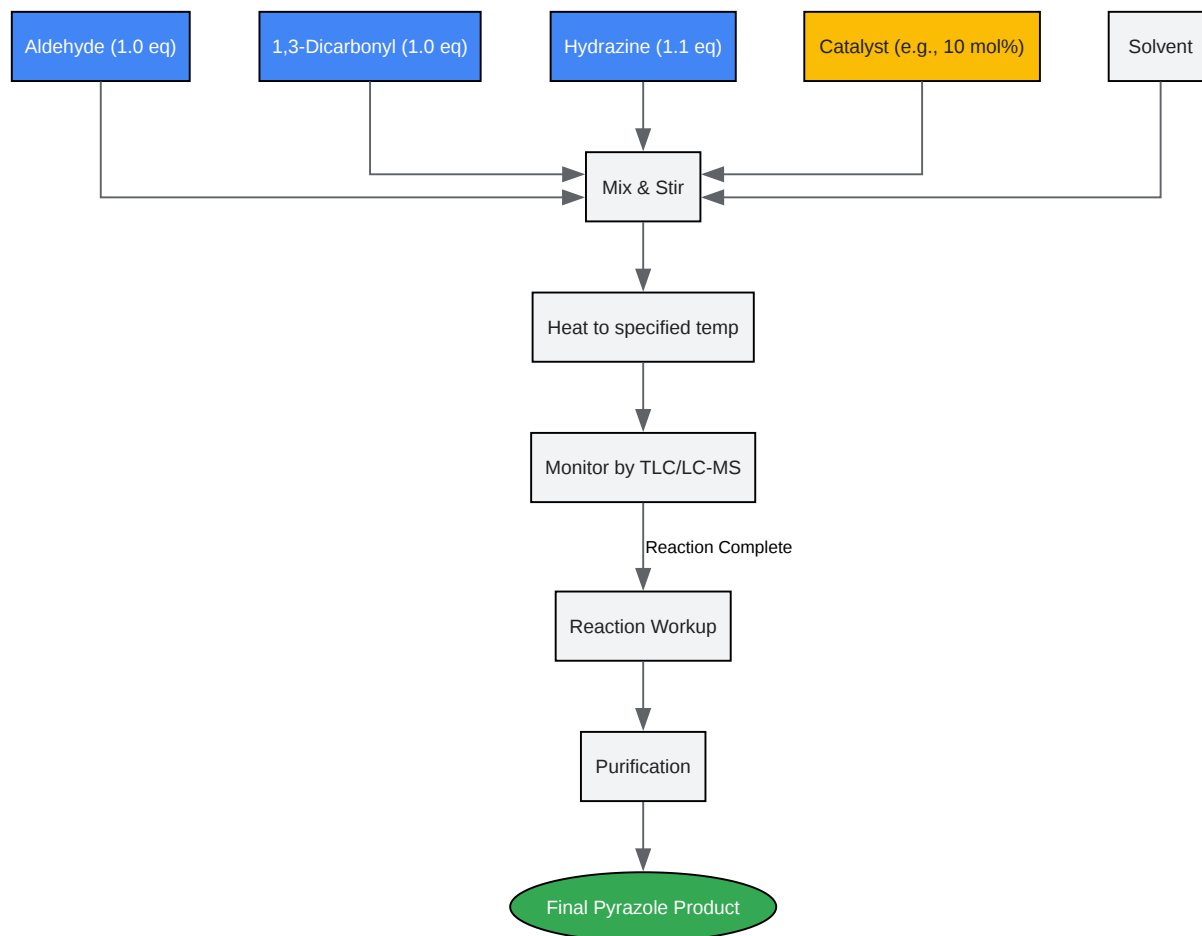 Aldehyde (1.0 eq)
1,3-Dicarbonyl (1.0 eq)
Hydrazine (1.1 eq)
Catalyst (e.g., 10 mol%)
Solvent
Mix & Stir
Heat to specified temp
Monitor by TLC/LC-MS
Reaction Complete
Reaction Workup
Purification
Final Pyrazole Product